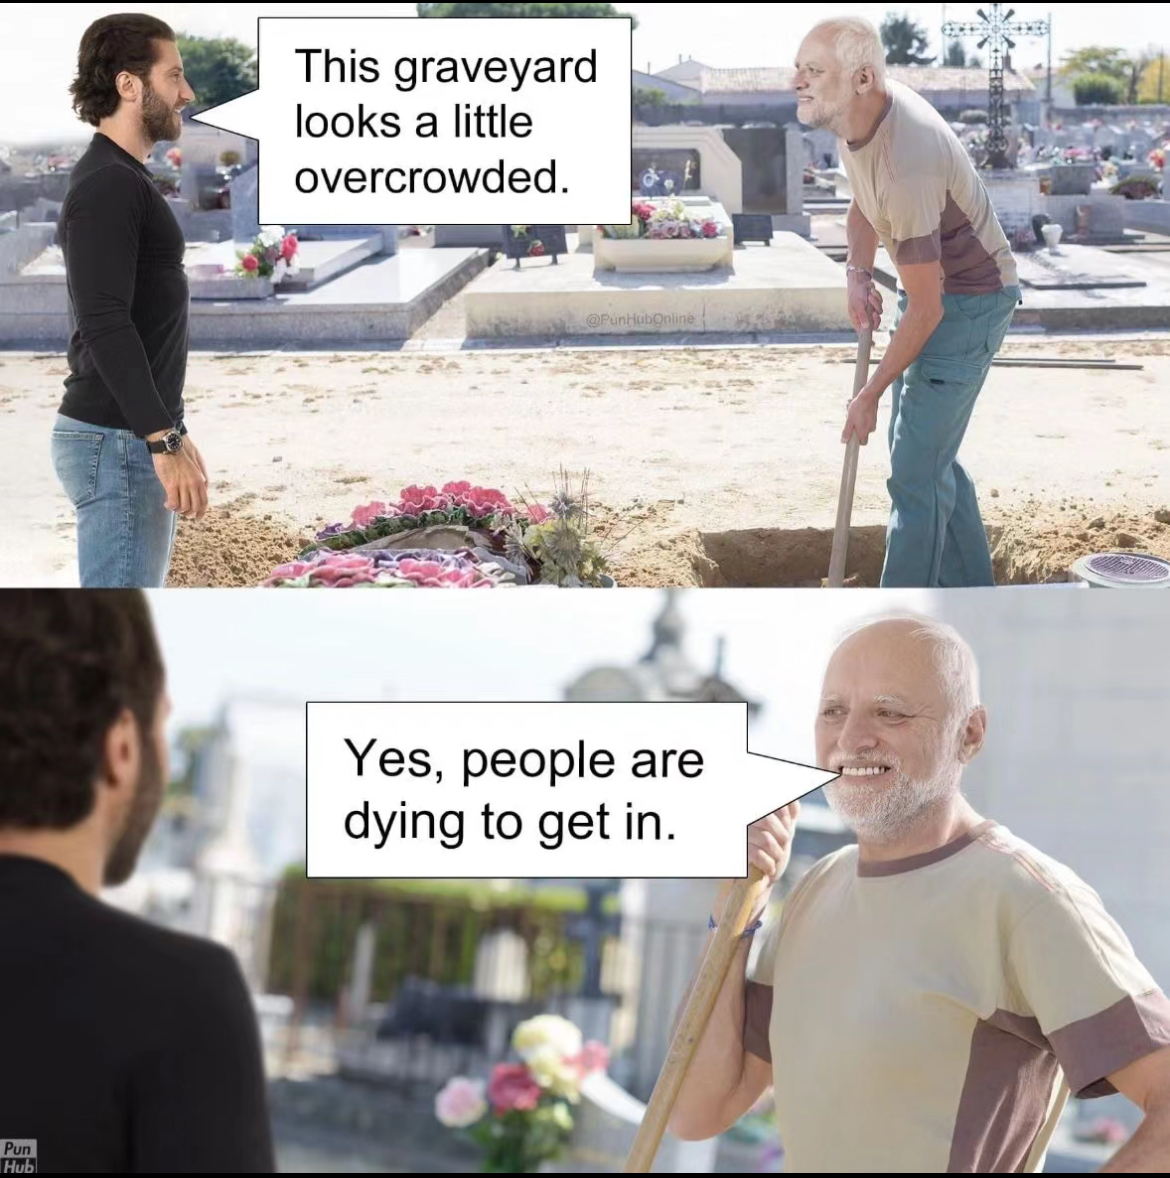 This graveyard
looks a little
overcrowded.
@PunHubOnline
Yes, people are
dying to get in.
Pun
Hub